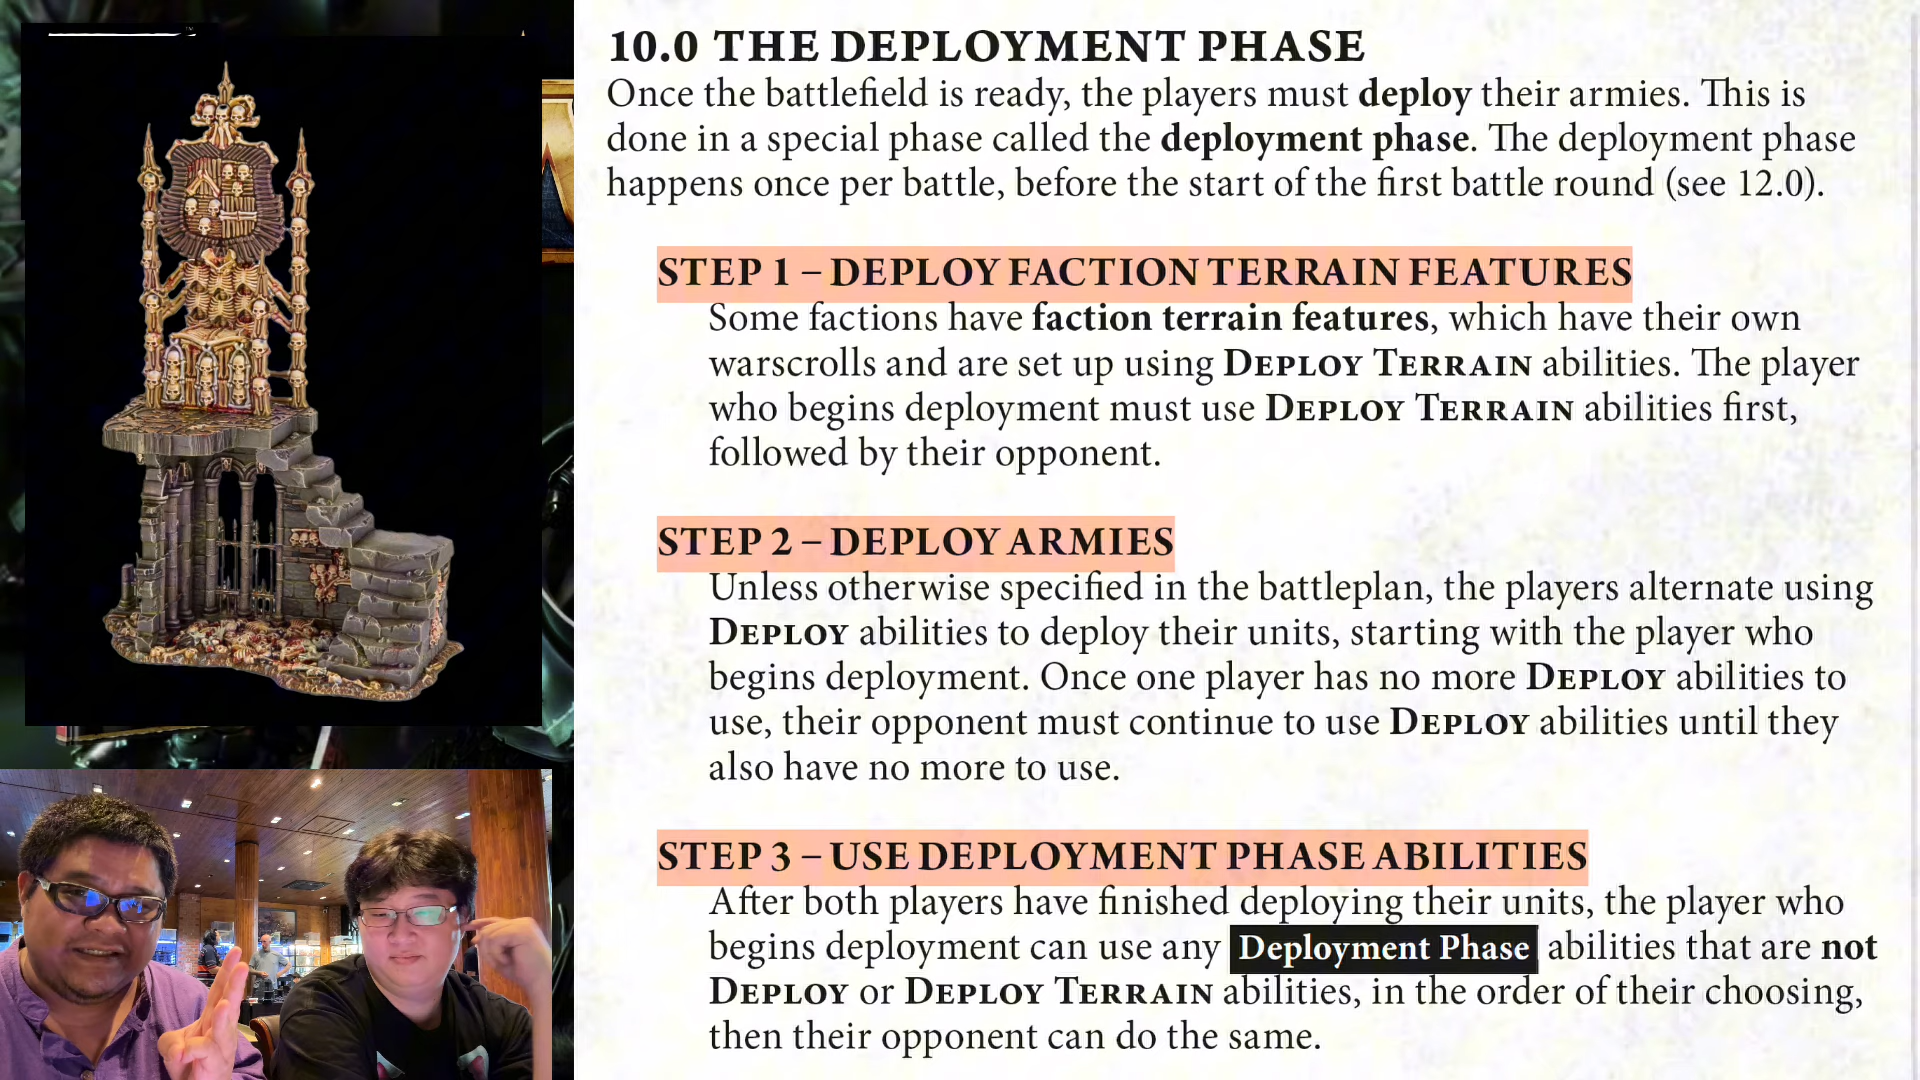 10.0 THE DEPLOYMENT PHASE
Once the battlefield is ready, the players must deploy their armies. This is
done in a special phase called the deployment phase. The deployment phase
happens once per battle, before the start of the first battle round (see 12.0).
STEP 1 – DEPLOY FACTION TERRAIN FEATURES
Some factions have faction terrain features, which have their own
warscrolls and are set up using DEPLOY TERRAIN abilities. The player
who begins deployment must use DEPLOY TERRAIN abilities first,
followed by their opponent.
STEP 2 – DEPLOY ARMIES
Unless otherwise specified in the battleplan, the players alternate using
DEPLOY abilities to deploy their units, starting with the player who
begins deployment. Once one player has no more DEPLOY abilities to
use, their opponent must continue to use DEPLOY abilities until they
also have no more to use.
STEP 3 – USE DEPLOYMENT PHASE ABILITIES
After both players have finished deploying their units, the player who
begins deployment can use any Deployment Phase abilities that are not
DEPLOY or DEPLOY TERRAIN abilities, in the order of their choosing,
then their opponent can do the same.